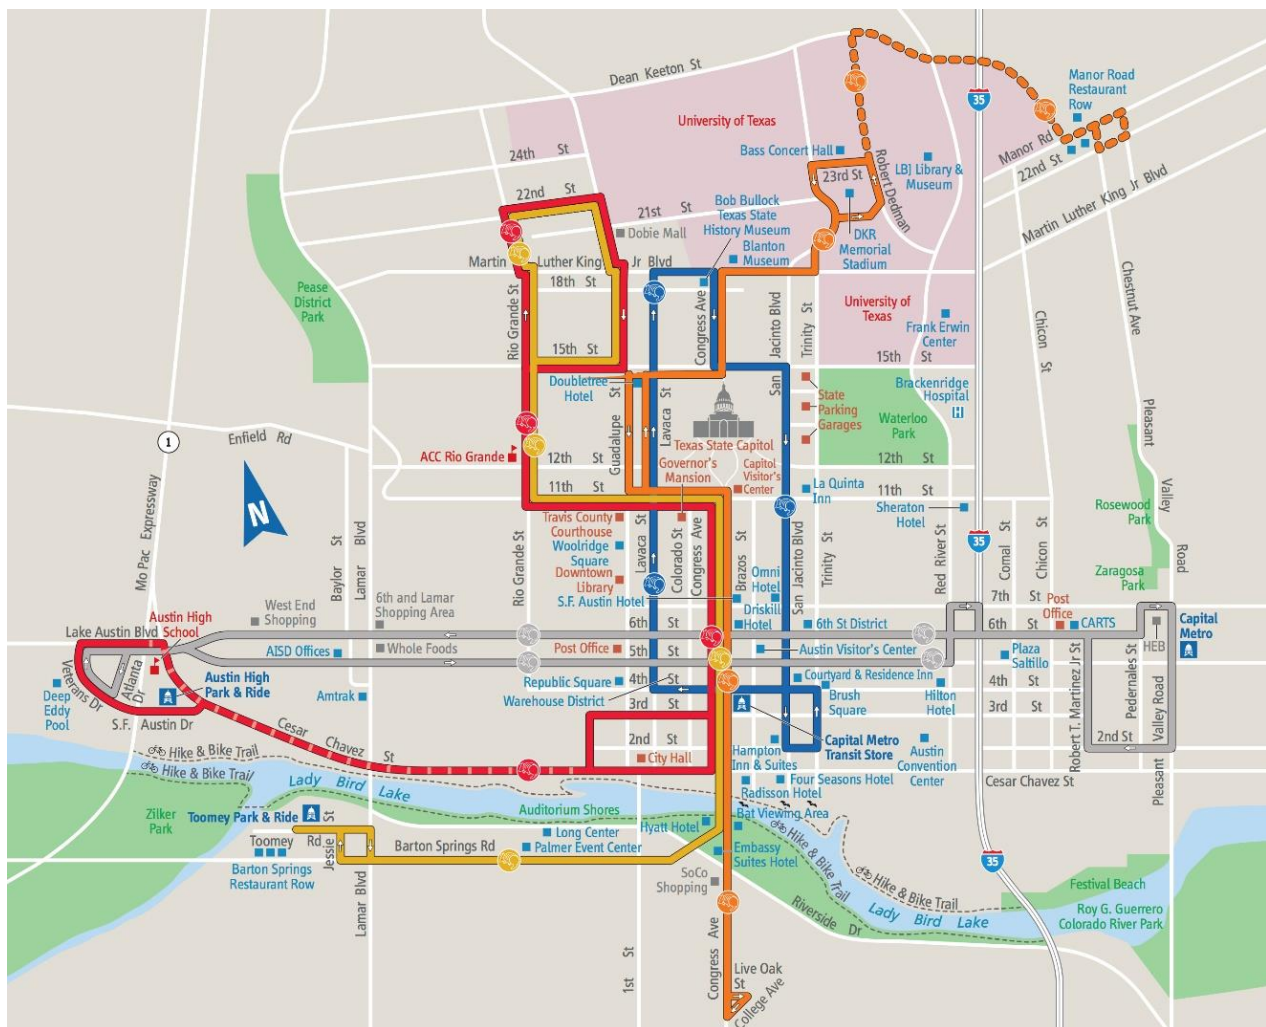 Dean Keeton St
35
Manor Road
Restaurant
Row
University of Texas
Bass Concert Hall
Robert Dedman
Manor Rd
22nd St
24th St
23rd St
LBJ Library &
Museum
Martin Luther King Jr Blvd
22nd St
21st St
Bob Bullock
Texas State
History Museum
Dobie Mall
Blanton
Museum
DKR
Memorial
Stadium
Martin Luther King Jr Blvd
18th St
Pease
District
Park
Rio Grande St
Congress Ave
San Jacinto Blvd
Trinity St
University of
Texas
Frank Erwin
Center
Chicon St
Chestnut Ave
15th St
15th St
Doubletree
Hotel
Guadalupe St
Lavaca St
State
Parking
Garages
Brackenridge
Hospital
H
Waterloo
Park
Pleasant Valley Road
1
Enfield Rd
Texas State Capitol
ACC Rio Grande
12th St
Governor's
Mansion
Capitol
Visitor's
Center
12th St
11th St
La Quinta
Inn
11th St
Sheraton
Hotel
Rosewood
Park
N
Mo Pac Expressway
Travis County
Courthouse
Woolridge
Square
Downtown
Library
S.F. Austin Hotel
Baylor St
Lamar Blvd
Rio Grande St
Lavaca St
Colorado St
Congress Ave
Brazos St
Omni
Hotel
Driskill
Hotel
San Jacinto Blvd
Trinity St
Red River St
35
Comal St
Chicon St
Zaragosa
Park
7th St
Post
Office
West End
Shopping
6th and Lamar
Shopping Area
Austin High
School
Lake Austin Blvd
6th St
6th St District
6th St
CARTS
HEB
Capital
Metro
AISD Offices
Whole Foods
Post Office
5th St
Austin Visitor's Center
Plaza
Saltillo
Veterans Dr
Atlanta Dr
Deep
Eddy
Pool
Austin High
Park & Ride
Amtrak
Republic Square
4th St
Warehouse District
Courtyard & Residence Inn
Brush
Square
Hilton
Hotel
4th St
3rd St
3rd St
Robert T. Martinez Jr St
Pedernales St
Pleasant Valley Road
S.F. Austin Dr
Cesar Chavez St
2nd St
2nd St
City Hall
Capital Metro
Transit Store
Hampton
Inn & Suites
Austin
Convention
Center
Hike & Bike Trail
Hike & Bike Trail
Lady Bird Lake
Four Seasons Hotel
Radisson Hotel
Cesar Chavez St
Zilker
Park
Toomey Park & Ride
Auditorium Shores
Bat Viewing Area
Hyatt Hotel
Toomey Rd
Jessie St
Barton Springs Rd
Long Center
Palmer Event Center
Embassy
Suites Hotel
Barton Springs
Restaurant Row
Lamar Blvd
SoCo
Shopping
Hike & Bike Trail
Hike & Bike Trail
35
Lady Bird Lake
Riverside Dr
Festival Beach
Roy G. Guerrero
Colorado River Park
1st St
Congress Ave
Live Oak
St
College Ave